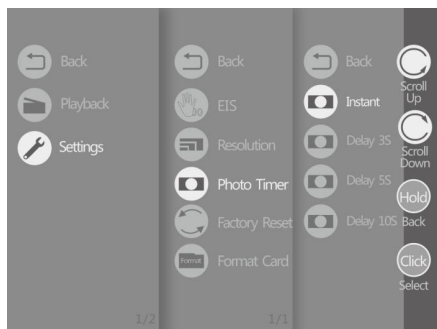 Back
Playback
Settings
1/2
Back
EIS
Resolution
Photo Timer
Factory Reset
Format
Format Card
1/1
Back
Instant
Delay 3S
Delay 5S
Delay 10S
Scroll
Up
Scroll
Down
Hold
Back
Click
Select